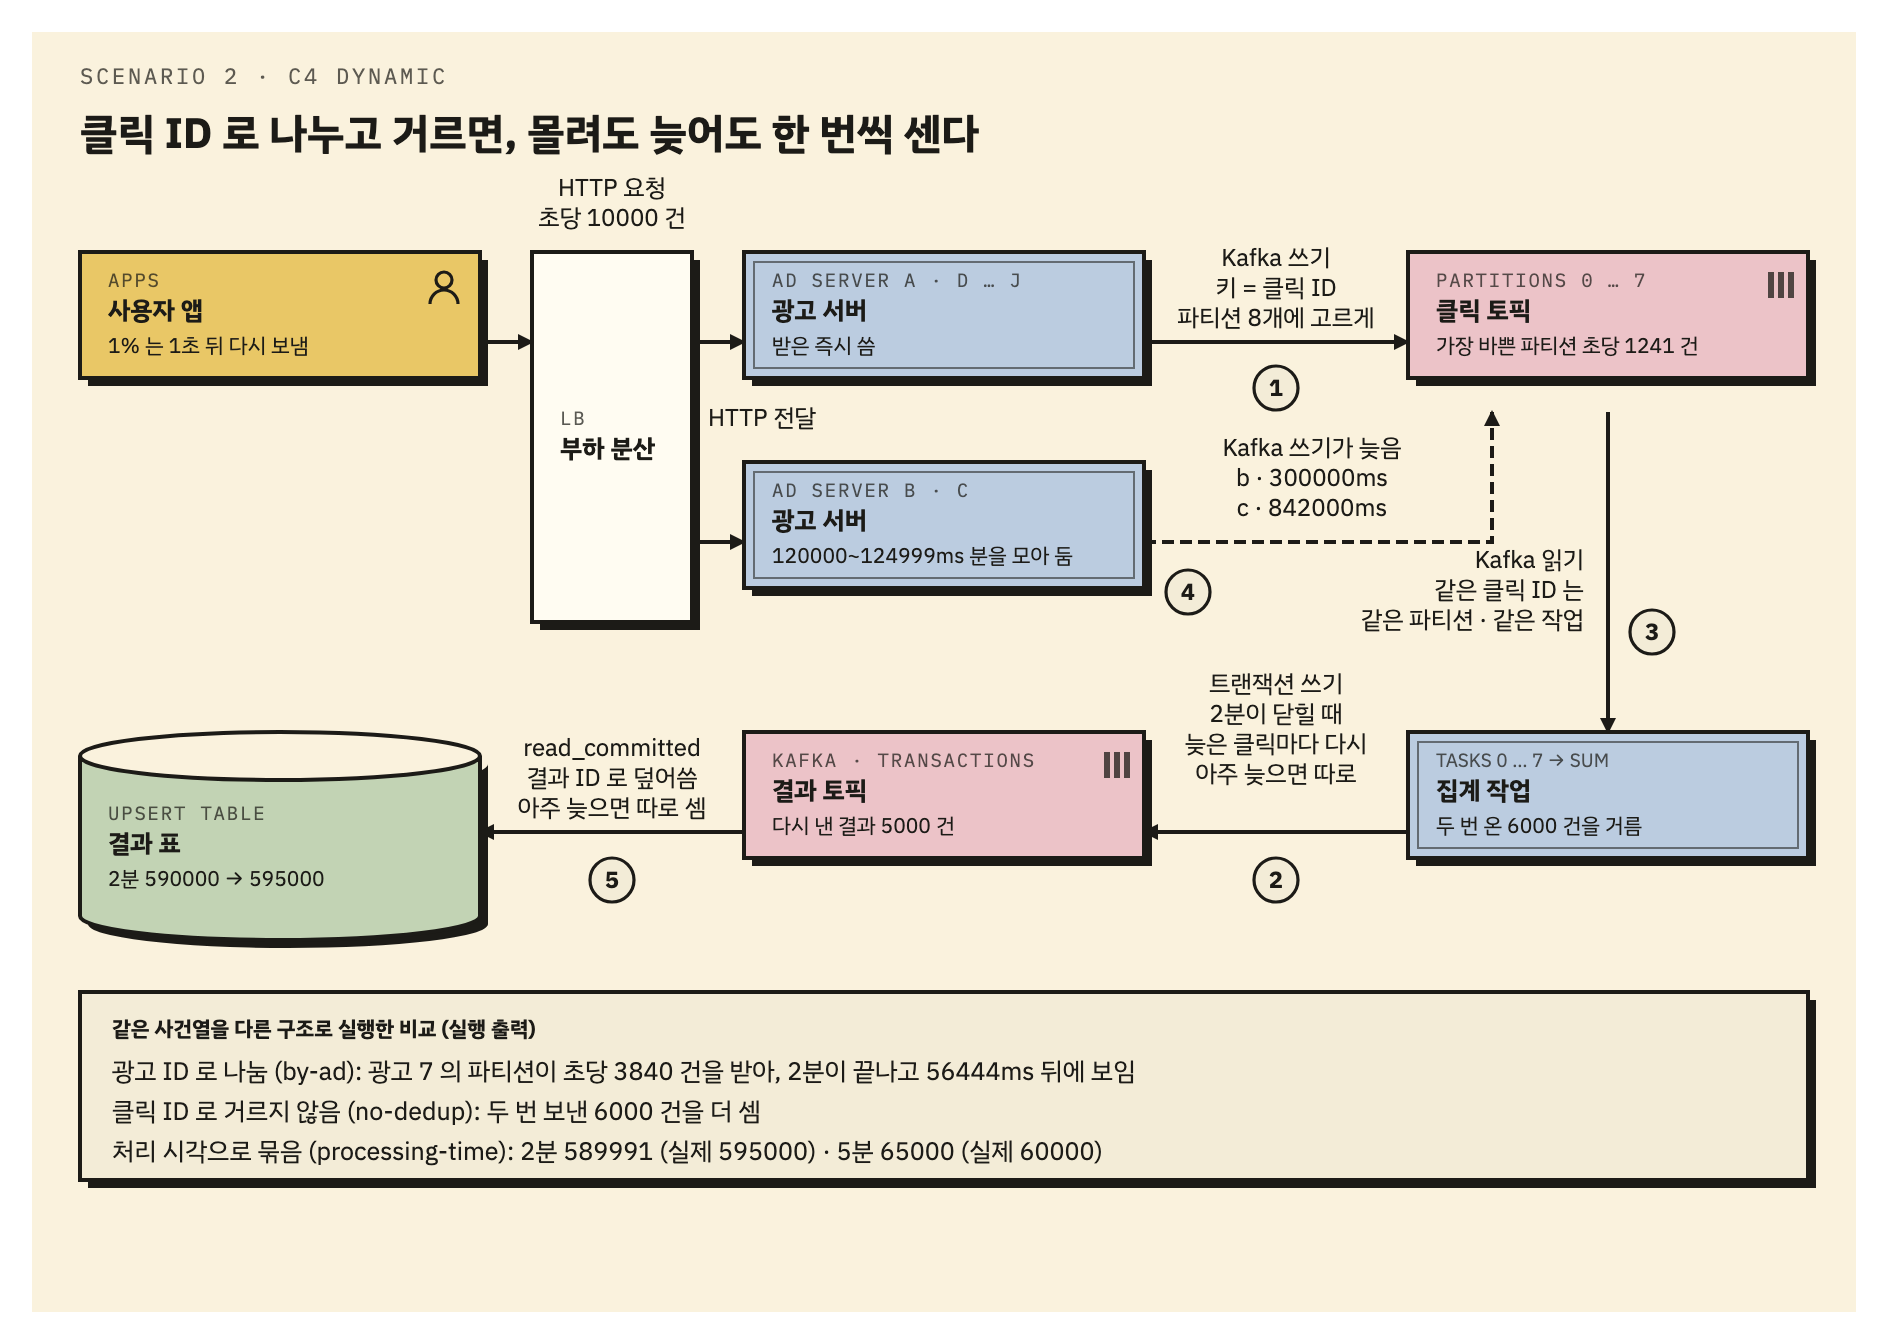 SCENARIO 2 · C4 DYNAMIC
클릭 ID 로 나누고 거르면, 몰려도 늦어도 한 번씩 센다
HTTP 요청
초당 10000 건
APPS
사용자 앱
1% 는 1초 뒤 다시 보냄
LB
부하 분산
AD SERVER A · D … J
광고 서버
받은 즉시 씀
Kafka 쓰기
키 = 클릭 ID
파티션 8개에 고르게
1
PARTITIONS 0 … 7
클릭 토픽
가장 바쁜 파티션 초당 1241 건
HTTP 전달
AD SERVER B · C
광고 서버
120000~124999ms 분을 모아 둠
Kafka 쓰기가 늦음
b · 300000ms
c · 842000ms
4
Kafka 읽기
같은 클릭 ID 는
같은 파티션 · 같은 작업
3
UPSERT TABLE
결과 표
2분 590000 → 595000
read_committed
결과 ID 로 덮어씀
아주 늦으면 따로 셈
5
KAFKA · TRANSACTIONS
결과 토픽
다시 낸 결과 5000 건
트랜잭션 쓰기
2분이 닫힐 때
늦은 클릭마다 다시
아주 늦으면 따로
2
TASKS 0 … 7 → SUM
집계 작업
두 번 온 6000 건을 거름
같은 사건열을 다른 구조로 실행한 비교 (실행 출력)
광고 ID 로 나눔 (by-ad): 광고 7 의 파티션이 초당 3840 건을 받아, 2분이 끝나고 56444ms 뒤에 보임
클릭 ID 로 거르지 않음 (no-dedup): 두 번 보낸 6000 건을 더 셈
처리 시각으로 묶음 (processing-time): 2분 589991 (실제 595000) · 5분 65000 (실제 60000)